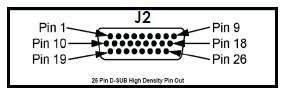 J2
Pin 1 Pin 9
Pin 10 Pin 18
Pin 19 Pin 26
26 Pin D-SUB High Density Pin Out